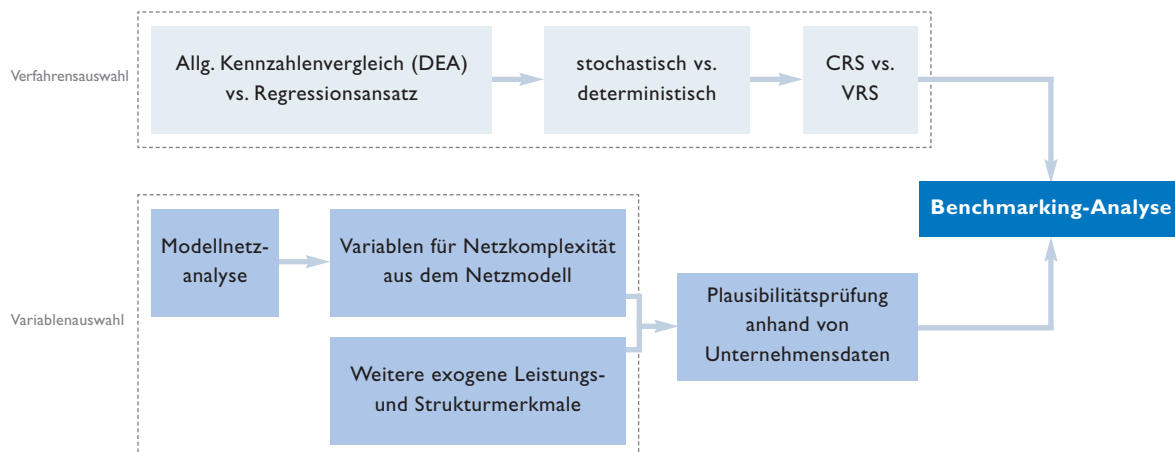 Verfahrensauswahl
Allg. Kennzahlenvergleich (DEA)
vs. Regressionsansatz
stochastisch vs.
deterministisch
CRS vs.
VRS
Benchmarking-Analyse
Variablenauswahl
Modellnetz-
analyse
Variablen für Netzkomplexität
aus dem Netzmodell
Weitere exogene Leistungs-
und Strukturmerkmale
Plausibilitätsprüfung
anhand von
Unternehmensdaten